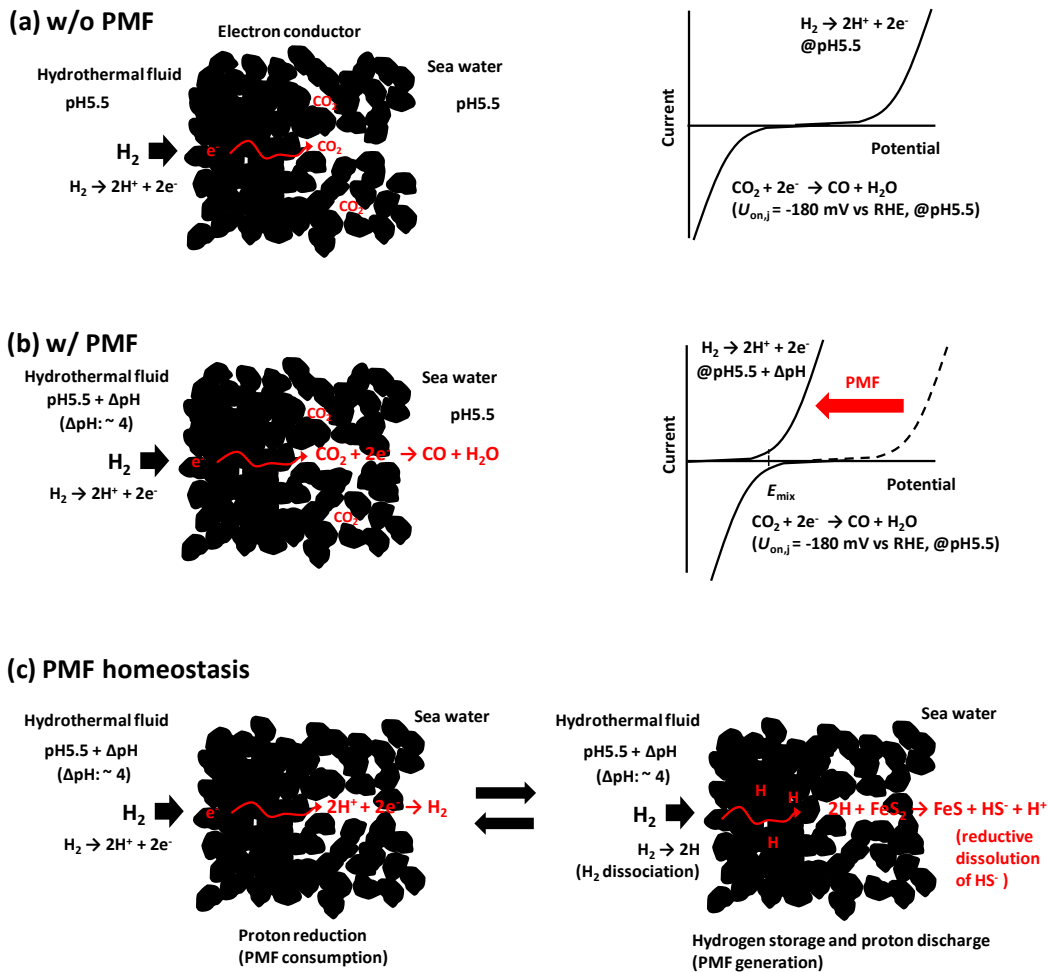 (a) w/o PMF
Electron conductor
Hydrothermal fluid
pH5.5
Sea water
pH5.5
CO₂
H₂
e⁻
CO₂
H₂ → 2H⁺ + 2e⁻
CO₂
H₂ → 2H⁺ + 2e⁻
@pH5.5
Current
Potential
CO₂ + 2e⁻ → CO + H₂O
(U_on,j = -180 mV vs RHE, @pH5.5)
(b) w/ PMF
Hydrothermal fluid
pH5.5 + ΔpH
(ΔpH: ~ 4)
Sea water
pH5.5
CO₂
H₂
e⁻
CO₂ + 2e⁻ → CO + H₂O
H₂ → 2H⁺ + 2e⁻
CO₂
H₂ → 2H⁺ + 2e⁻
@pH5.5 + ΔpH
PMF
Current
Potential
E_mix
CO₂ + 2e⁻ → CO + H₂O
(U_on,j = -180 mV vs RHE, @pH5.5)
(c) PMF homeostasis
Hydrothermal fluid
pH5.5 + ΔpH
(ΔpH: ~ 4)
Sea water
H₂
e⁻
2H⁺ + 2e⁻ → H₂
H₂ → 2H⁺ + 2e⁻
Proton reduction
(PMF consumption)
Hydrothermal fluid
pH5.5 + ΔpH
(ΔpH: ~ 4)
Sea water
H
H
H₂
2H + FeS₂ → FeS + HS⁻ + H⁺
H
H₂ → 2H
(H₂ dissociation)
(reductive
dissolution
of HS⁻ )
Hydrogen storage and proton discharge
(PMF generation)